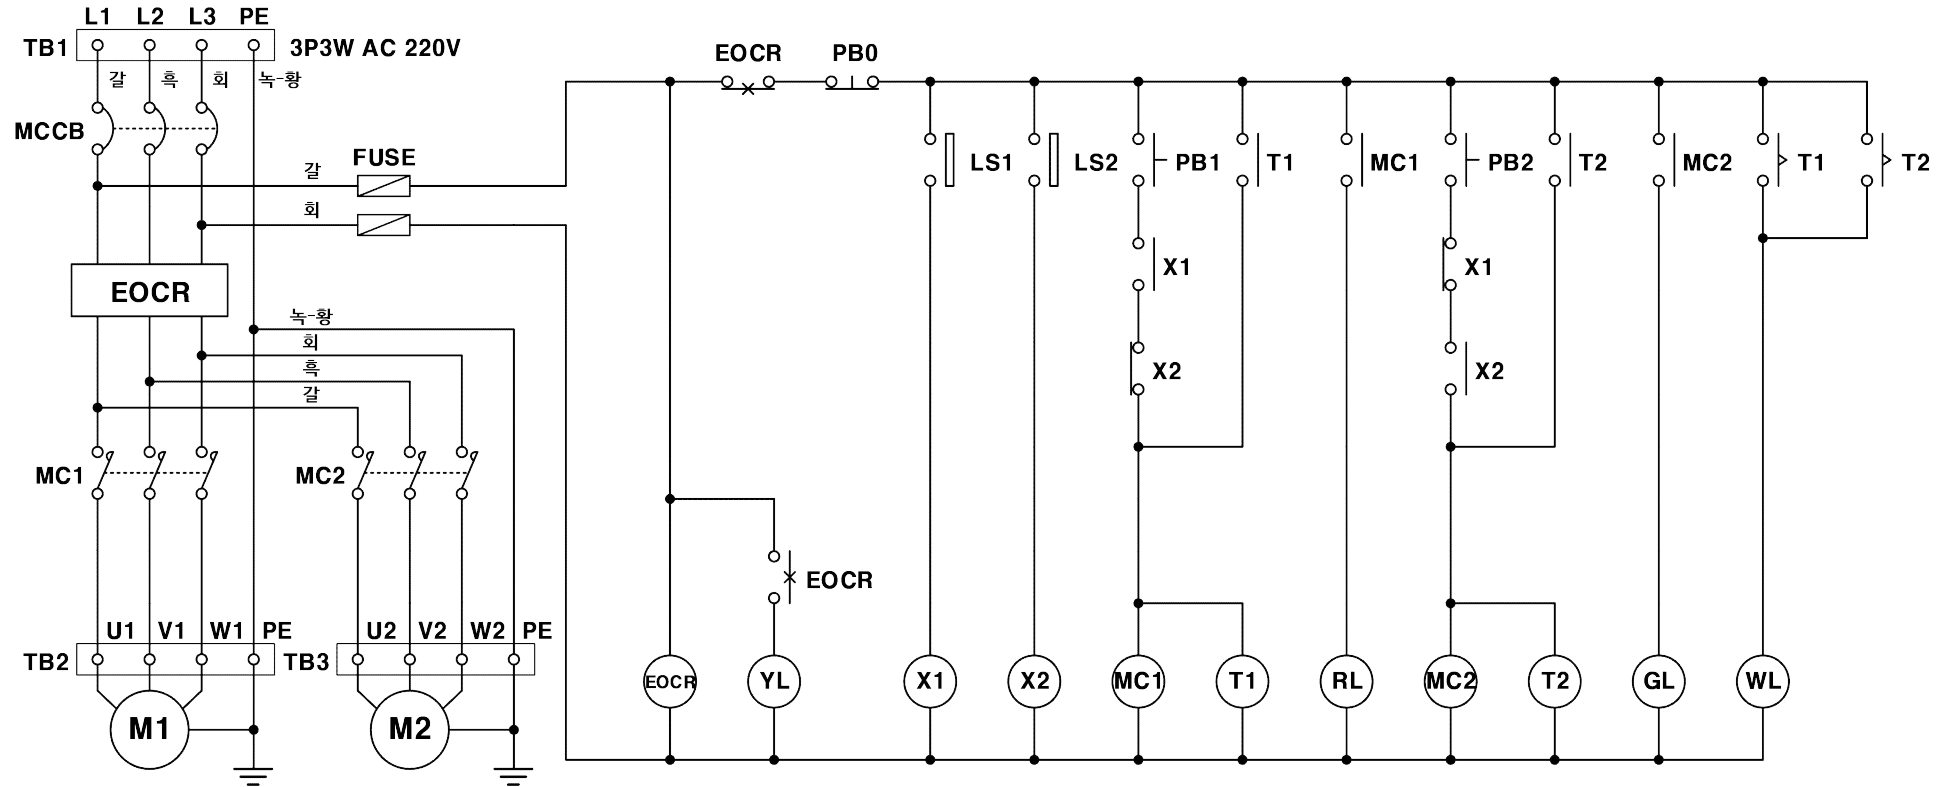 L1 L2 L3 PE
TB1 3P3W AC 220V
갈 흑 회 녹-황
EOCR PB0
MCCB
FUSE
갈
회
LS1 LS2 PB1 T1 MC1 PB2 T2 MC2 T1 T2
X1 X1
EOCR
녹-황
회
흑
갈
X2 X2
MC1 MC2
EOCR
U1 V1 W1 PE U2 V2 W2 PE
TB2 TB3
EOCR YL X1 X2 MC1 T1 RL MC2 T2 GL WL
M1 M2